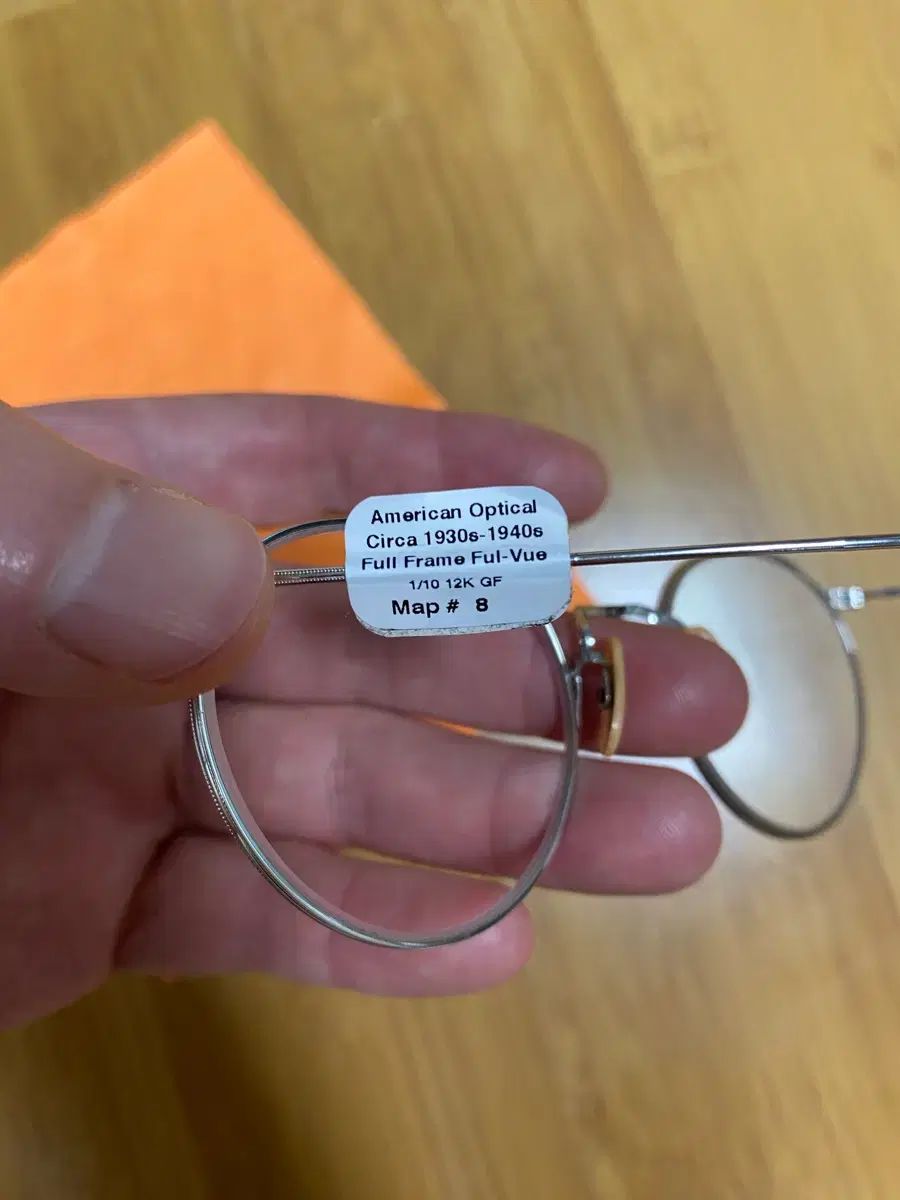 American Optical
Circa 1930s-1940s
Full Frame Ful-Vue
1/10 12K GF
Map # 8